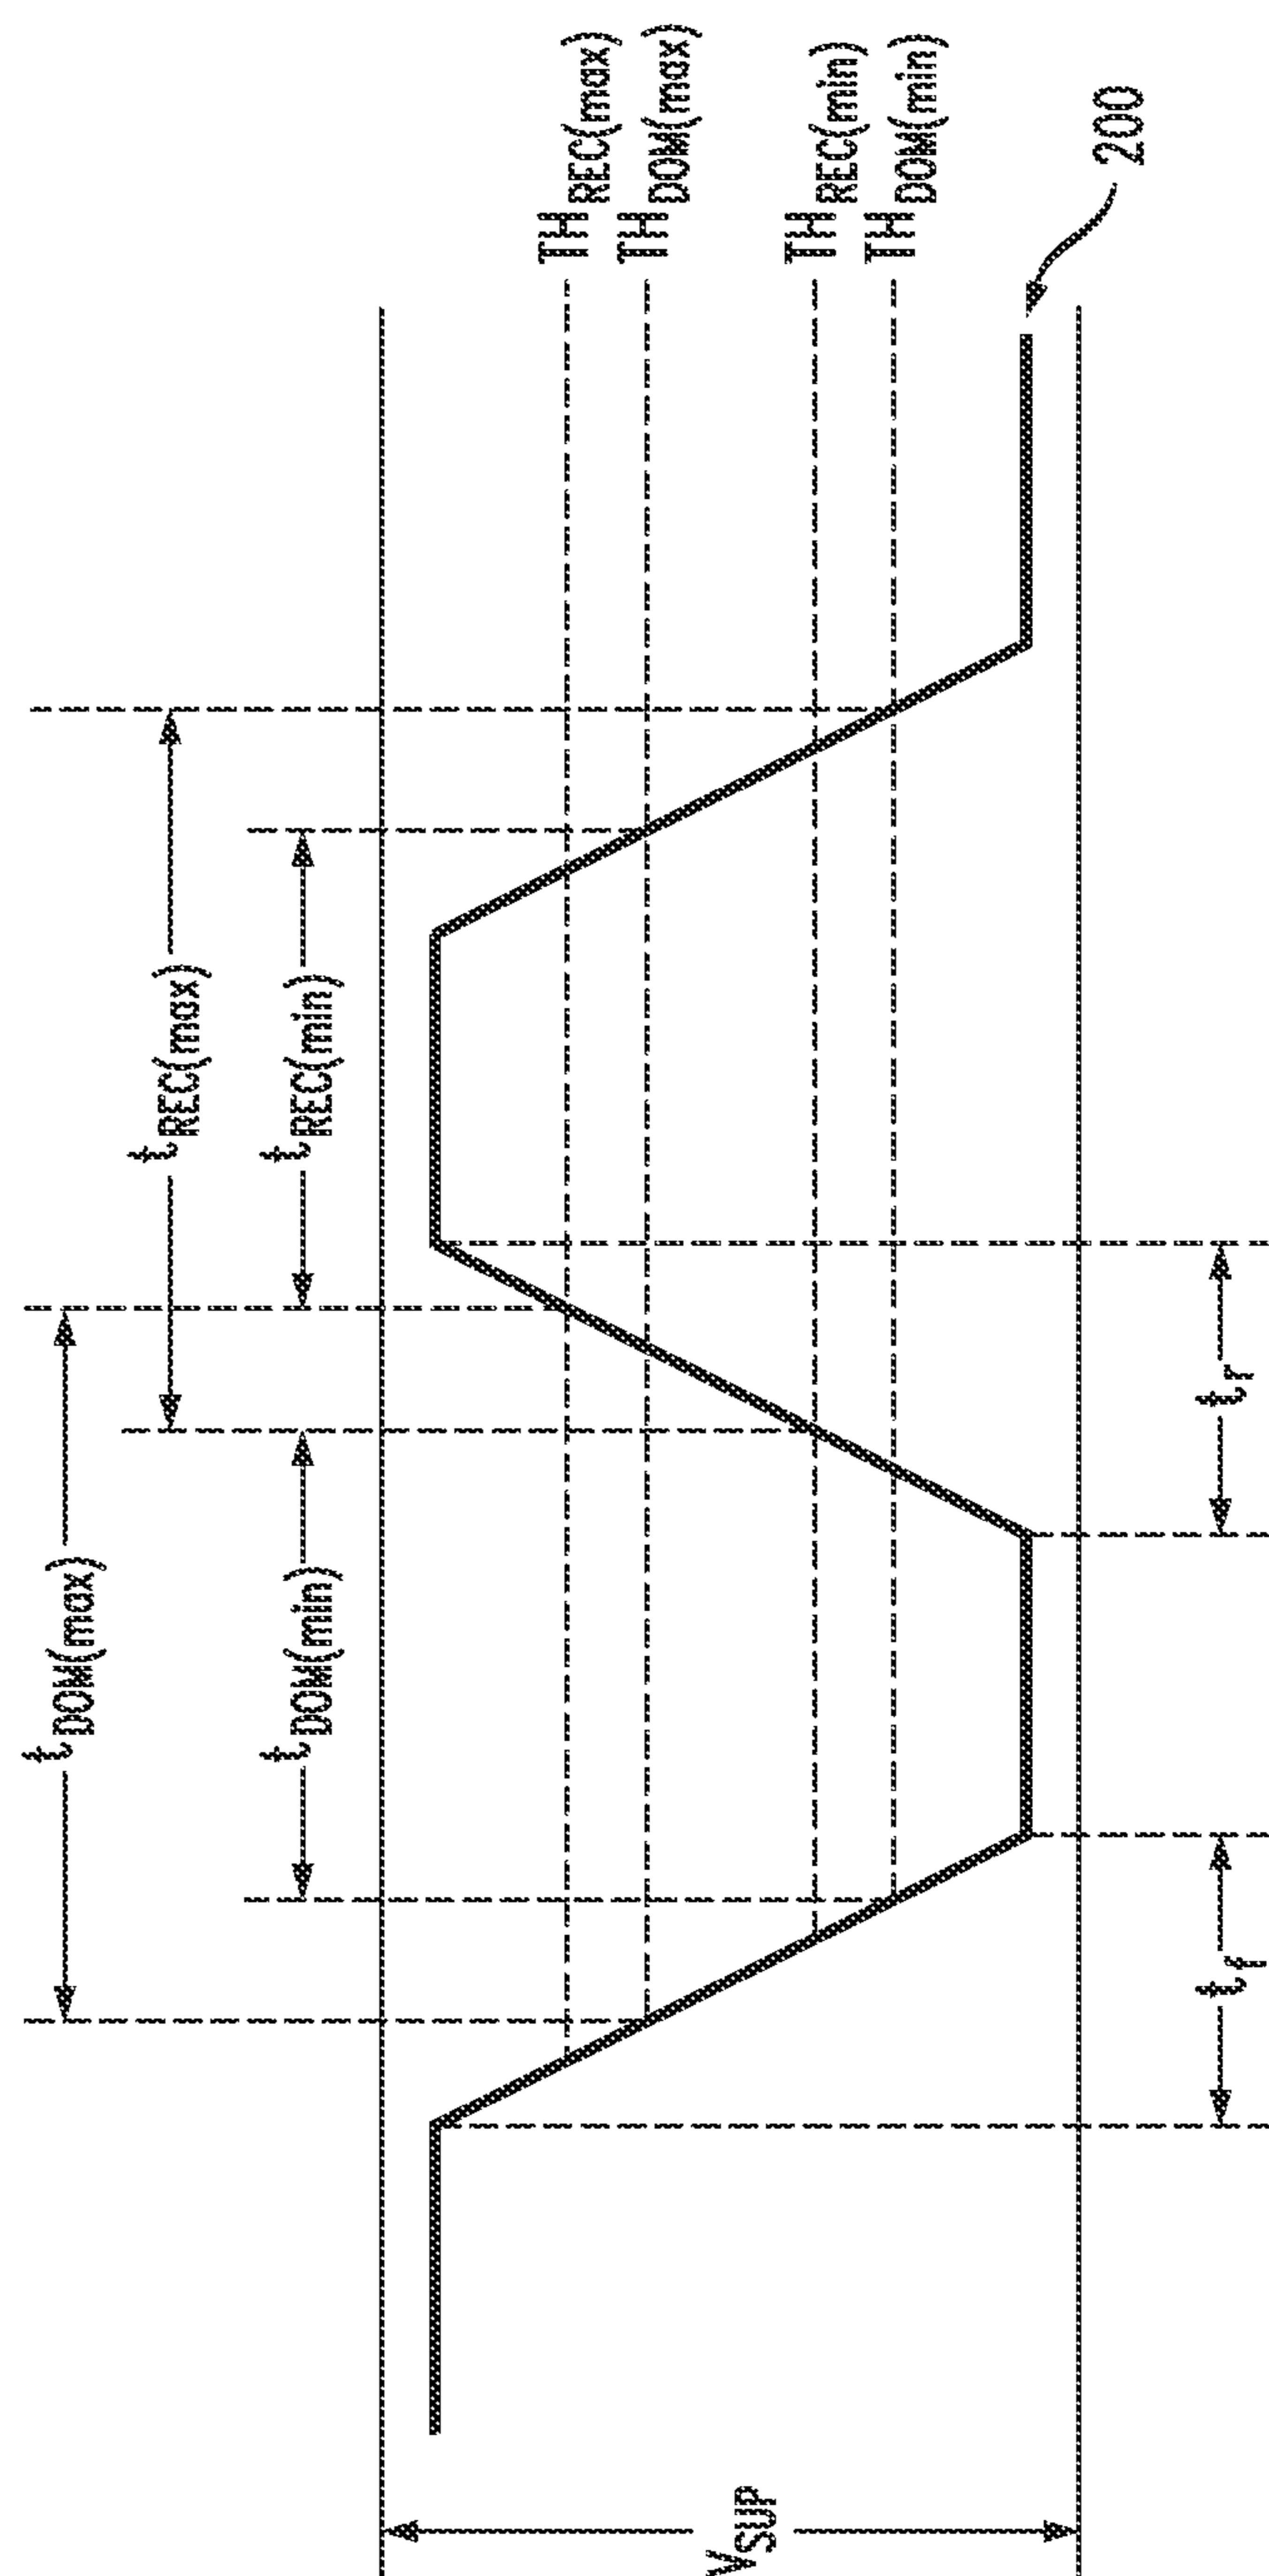 t DOM(max)
t REC(max)
t DOM(min)
t REC(min)
TH REC(max)
TH DOM(max)
TH REC(min)
TH DOM(min)
V SUP
200
t f
t r